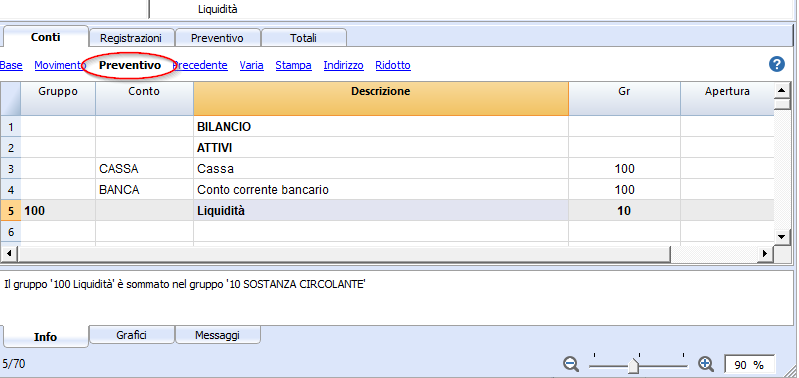 Liquidità
Conti Registrazioni Preventivo Totali
Base Movimento Preventivo Precedente Varia Stampa Indirizzo Ridotto ?
Gruppo Conto Descrizione Gr Apertura
1 BILANCIO
2 ATTIVI
3 CASSA Cassa 100
4 BANCA Conto corrente bancario 100
5 100 Liquidità 10
6
Il gruppo '100 Liquidità' è sommato nel gruppo '10 SOSTANZA CIRCOLANTE'
Info Grafici Messaggi
5/70 90 %